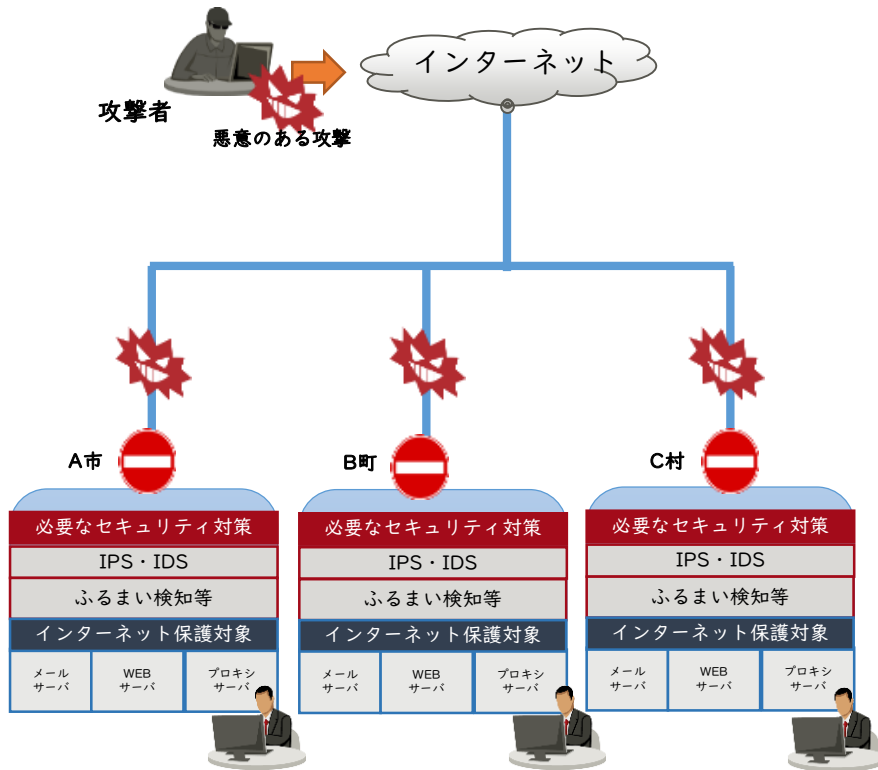 インターネット
攻撃者
悪意のある攻撃
A市
B町
C村
必要なセキュリティ対策
IPS・IDS
ふるまい検知等
インターネット保護対象
メール
サーバ
WEB
サーバ
プロキシ
サーバ
必要なセキュリティ対策
IPS・IDS
ふるまい検知等
インターネット保護対象
メール
サーバ
WEB
サーバ
プロキシ
サーバ
必要なセキュリティ対策
IPS・IDS
ふるまい検知等
インターネット保護対象
メール
サーバ
WEB
サーバ
プロキシ
サーバ